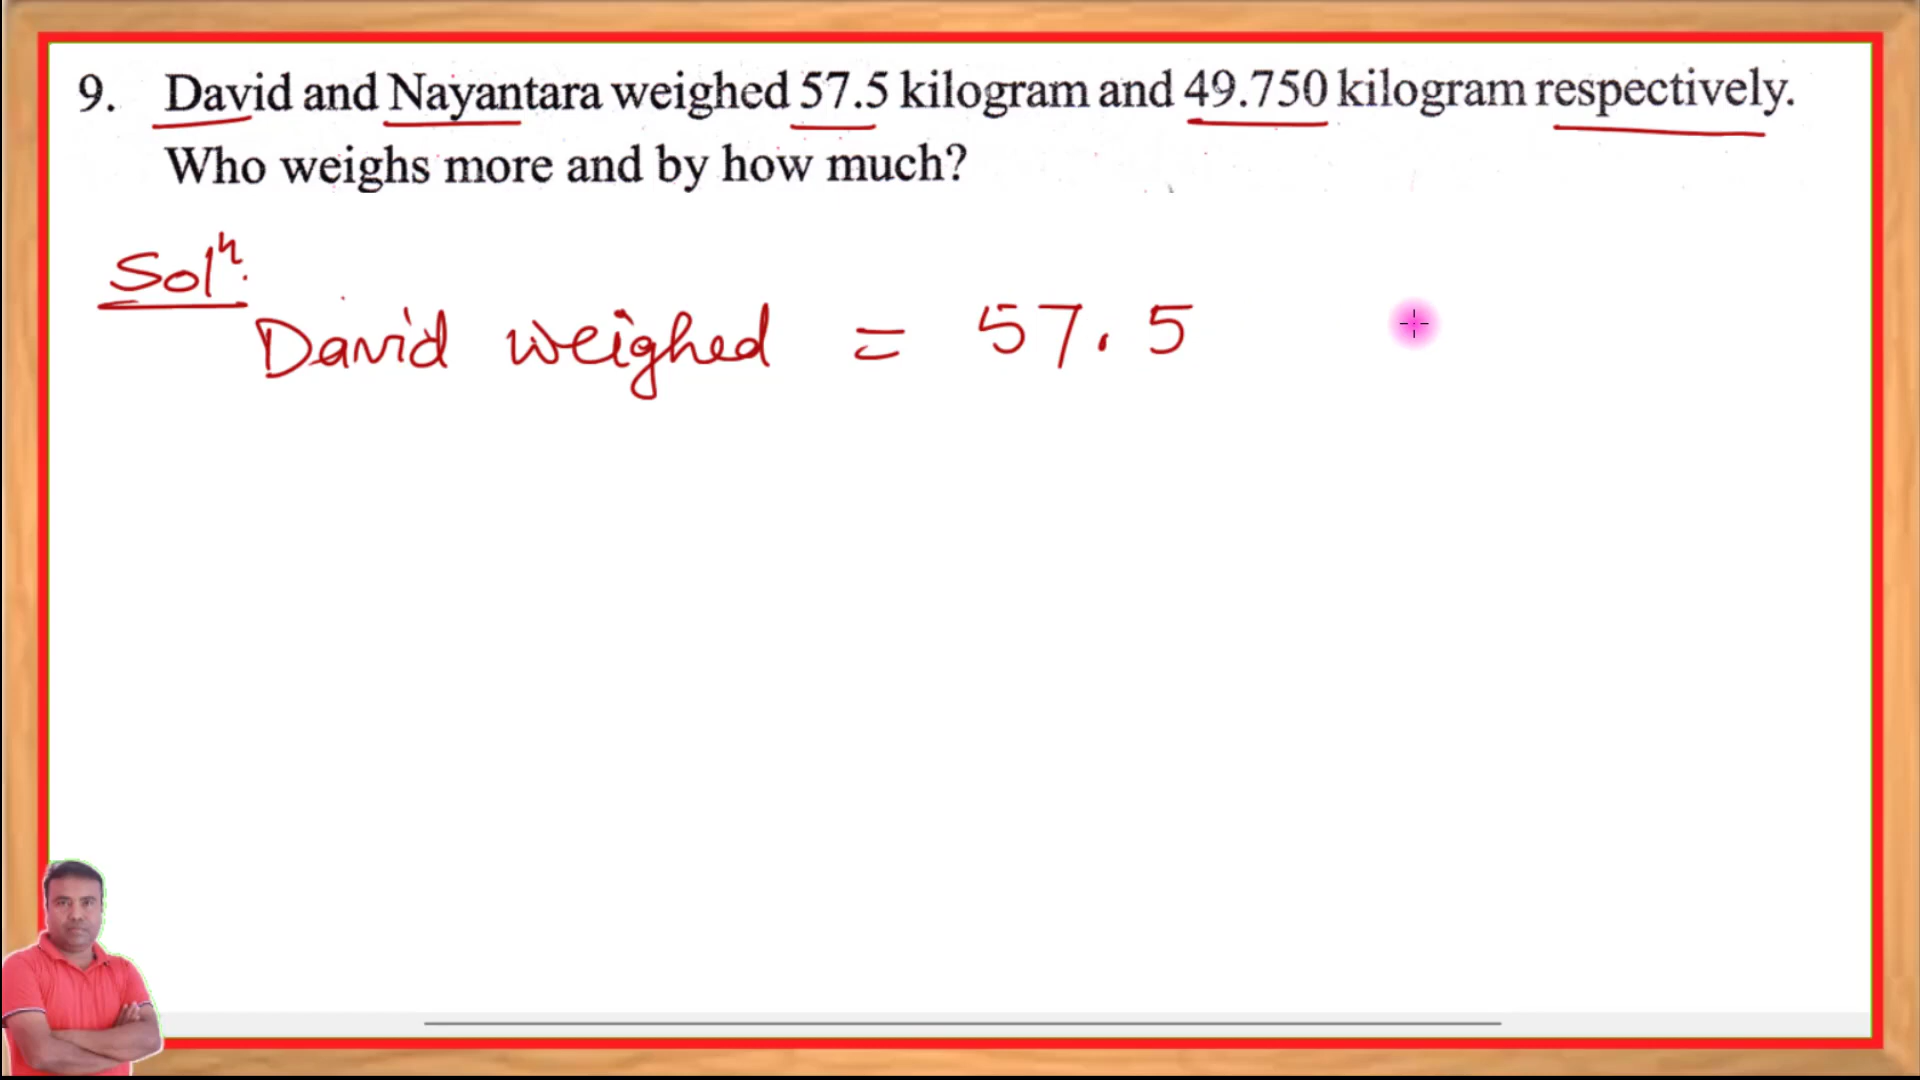 9. David and Nayantara weighed 57.5 kilogram and 49.750 kilogram respectively.
Who weighs more and by how much?
Solⁿ.
David weighed = 57.5